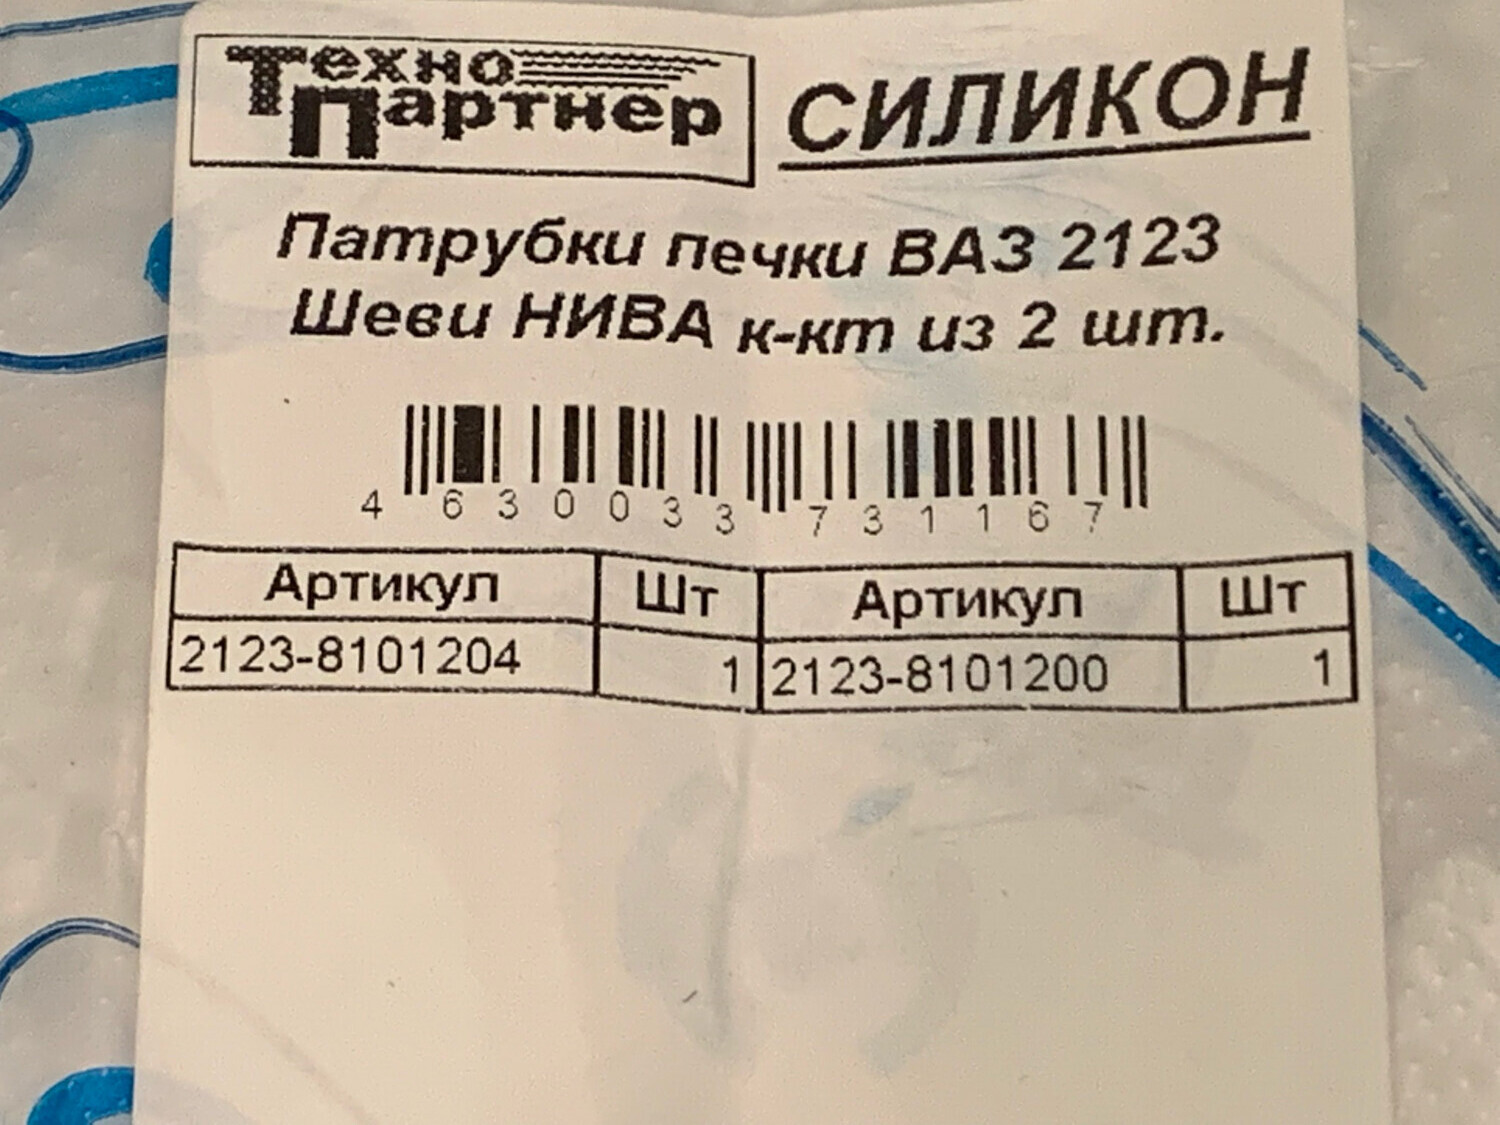 Техно
Партнер
СИЛИКОН
Патрубки печки ВАЗ 2123
Шеви НИВА к-кт из 2 шт.
4 630033 731167
Артикул Шт Артикул Шт
2123-8101204 1 2123-8101200 1